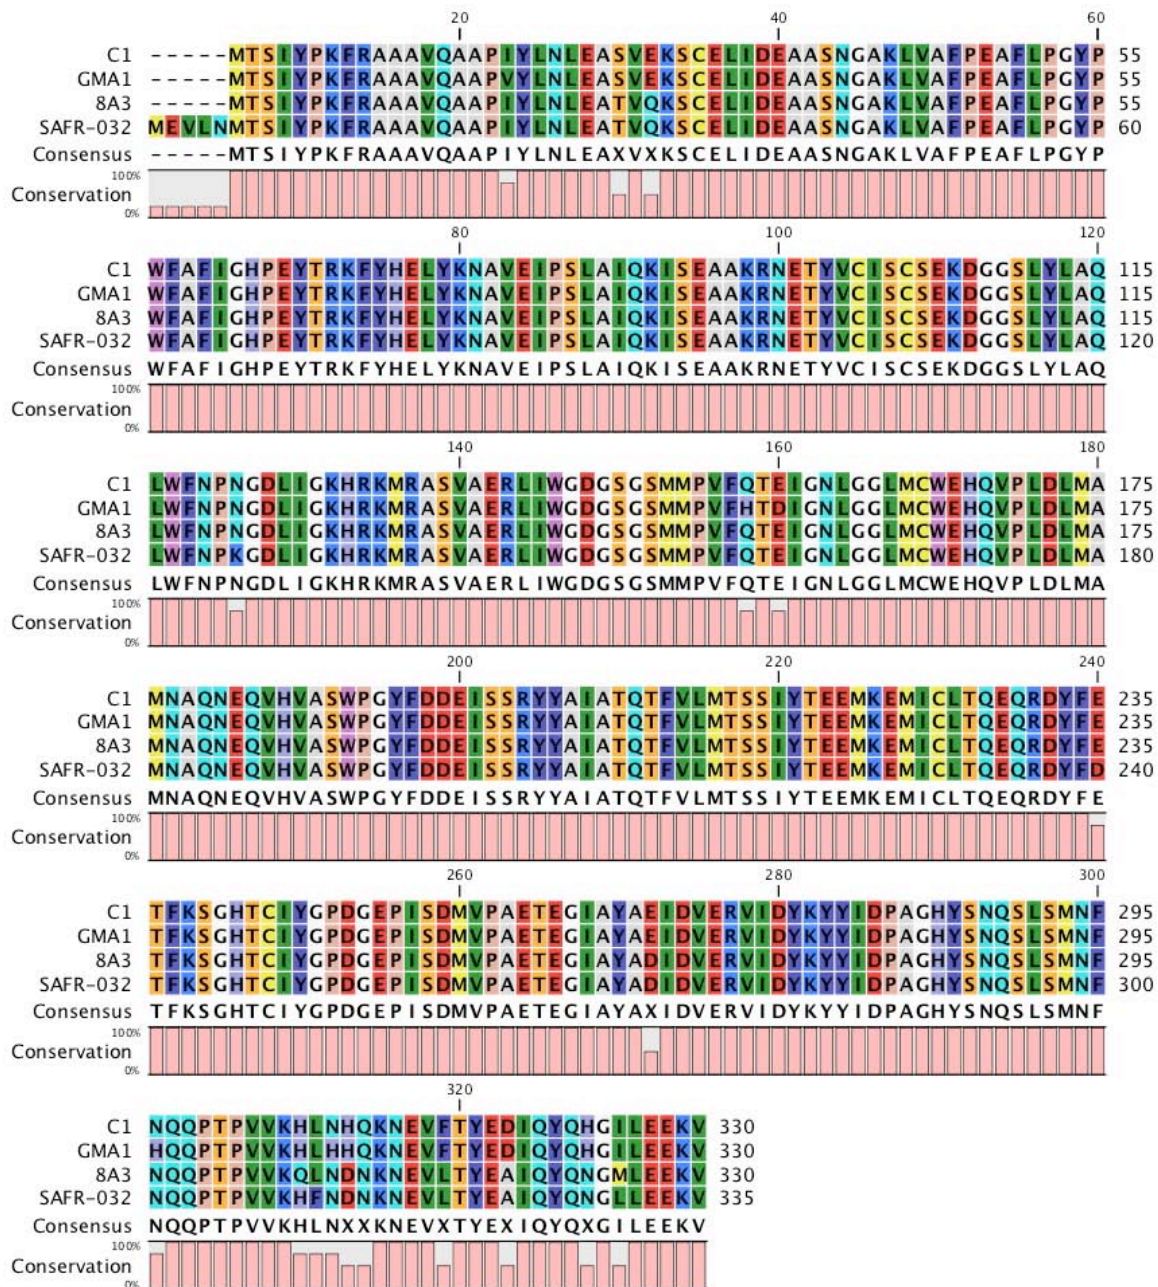 20 40 60
C1 -----MTSIYPKFRAAAVQAAPIYLNLEASVEKSCELIDEAASNGAKLVAFPEAFLPGYP 55
GMA1 -----MTSIYPKFRAAAVQAAPVYLNLEASVEKSCELIDEAASNGAKLVAFPEAFLPGYP 55
8A3 -----MTSIYPKFRAAAVQAAPIYLNLEATVQKSCELIDEAASNGAKLVAFPEAFLPGYP 55
SAFR-032 MEVLNMTSIYPKFRAAAVQAAPIYLNLEATVQKSCELIDEAASNGAKLVAFPEAFLPGYP 60
Consensus -----MTSIYPKFRAAAVQAAPIYLNLEAXVXKSCELIDEAASNGAKLVAFPEAFLPGYP
100%
Conservation
0%
80 100 120
C1 WFAFIGHPEYTRKFYHELYKNAVEIPSLAIQKISEAAKRNETYVCISCSEKDGGSLYLAQ 115
GMA1 WFAFIGHPEYTRKFYHELYKNAVEIPSLAIQKISEAAKRNETYVCISCSEKDGGSLYLAQ 115
8A3 WFAFIGHPEYTRKFYHELYKNAVEIPSLAIQKISEAAKRNETYVCISCSEKDGGSLYLAQ 115
SAFR-032 WFAFIGHPEYTRKFYHELYKNAVEIPSLAIQKISEAAKRNETYVCISCSEKDGGSLYLAQ 120
Consensus WFAFIGHPEYTRKFYHELYKNAVEIPSLAIQKISEAAKRNETYVCISCSEKDGGSLYLAQ
100%
Conservation
0%
140 160 180
C1 LWFNPNGDLIGKHRKMRASVAERLIWGDGSGSMMPVFQTEIGNLGGLMCWEHQVPLDLMA 175
GMA1 LWFNPNGDLIGKHRKMRASVAERLIWGDGSGSMMPVFHTDIGNLGGLMCWEHQVPLDLMA 175
8A3 LWFNPNGDLIGKHRKMRASVAERLIWGDGSGSMMPVFQTEIGNLGGLMCWEHQVPLDLMA 175
SAFR-032 LWFNPKGDLIGKHRKMRASVAERLIWGDGSGSMMPVFQTEIGNLGGLMCWEHQVPLDLMA 180
Consensus LWFNPNGDLIGKHRKMRASVAERLIWGDGSGSMMPVFQTEIGNLGGLMCWEHQVPLDLMA
100%
Conservation
0%
200 220 240
C1 MNAQNEQVHVASWPGYFDDEISSRYYAIATQTFVLMTSSIYTEEMKEMICLTQEQRDYFE 235
GMA1 MNAQNEQVHVASWPGYFDDEISSRYYAIATQTFVLMTSSIYTEEMKEMICLTQEQRDYFE 235
8A3 MNAQNEQVHVASWPGYFDDEISSRYYAIATQTFVLMTSSIYTEEMKEMICLTQEQRDYFE 235
SAFR-032 MNAQNEQVHVASWPGYFDDEISSRYYAIATQTFVLMTSSIYTEEMKEMICLTQEQRDYFD 240
Consensus MNAQNEQVHVASWPGYFDDEISSRYYAIATQTFVLMTSSIYTEEMKEMICLTQEQRDYFE
100%
Conservation
0%
260 280 300
C1 TFKSGHTCIYGPDGEPISDMVPAETEGIAYAEIDVERVIDYKYYIDPAGHYSNQSLSMNF 295
GMA1 TFKSGHTCIYGPDGEPISDMVPAETEGIAYAEIDVERVIDYKYYIDPAGHYSNQSLSMNF 295
8A3 TFKSGHTCIYGPDGEPISDMVPAETEGIAYADIDVERVIDYKYYIDPAGHYSNQSLSMNF 295
SAFR-032 TFKSGHTCIYGPDGEPISDMVPAETEGIAYADIDVERVIDYKYYIDPAGHYSNQSLSMNF 300
Consensus TFKSGHTCIYGPDGEPISDMVPAETEGIAYAXIDVERVIDYKYYIDPAGHYSNQSLSMNF
100%
Conservation
0%
320
C1 NQQPTPVVKHLNHQKNEVFTYEDIQYQHGILEEKV 330
GMA1 HQQPTPVVKHLHHQKNEVFTYEDIQYQHGILEEKV 330
8A3 NQQPTPVVKQLNDNKNEVLTYEAIQYQNGMLEEKV 330
SAFR-032 NQQPTPVVKHFNDNKNEVLTYEAIQYQNGLLEEKV 335
Consensus NQQPTPVVKHLNXXKNEVXTYEXIQYQXGILEEKV
100%
Conservation
0%